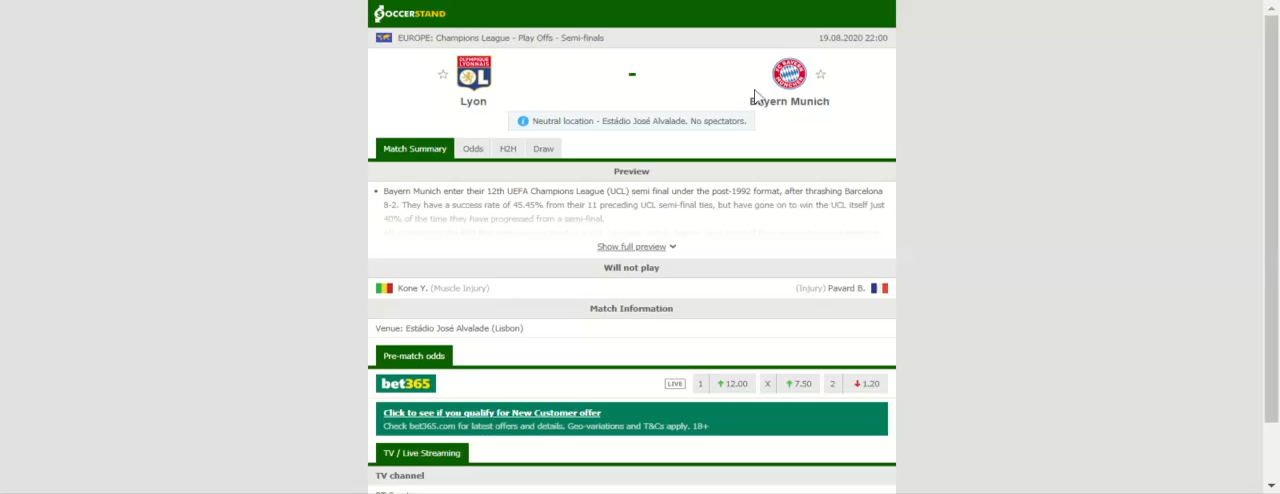 SOCCERSTAND
EUROPE: Champions League - Play Offs - Semi-finals 19.08.2020 22:00
OLYMPIQUE LYONNAIS
OL
FC BAYERN MÜNCHEN
-
Lyon Bayern Munich
Neutral location - Estádio José Alvalade. No spectators.
Match Summary Odds H2H Draw
Preview
Bayern Munich enter their 12th UEFA Champions League (UCL) semi final under the post-1992 format, after thrashing Barcelona
8-2. They have a success rate of 45.45% from their 11 preceding UCL semi-final ties, but have gone on to win the UCL itself just
40% of the time they have progressed from a semi-final.
Show full preview
Will not play
Kone Y. (Muscle Injury) (Injury) Pavard B.
Match Information
Venue: Estádio José Alvalade (Lisbon)
Pre-match odds
bet365 LIVE 1 12.00 X 7.50 2 1.20
Click to see if you qualify for New Customer offer
Check bet365.com for latest offers and details. Geo-variations and T&Cs apply. 18+
TV / Live Streaming
TV channel